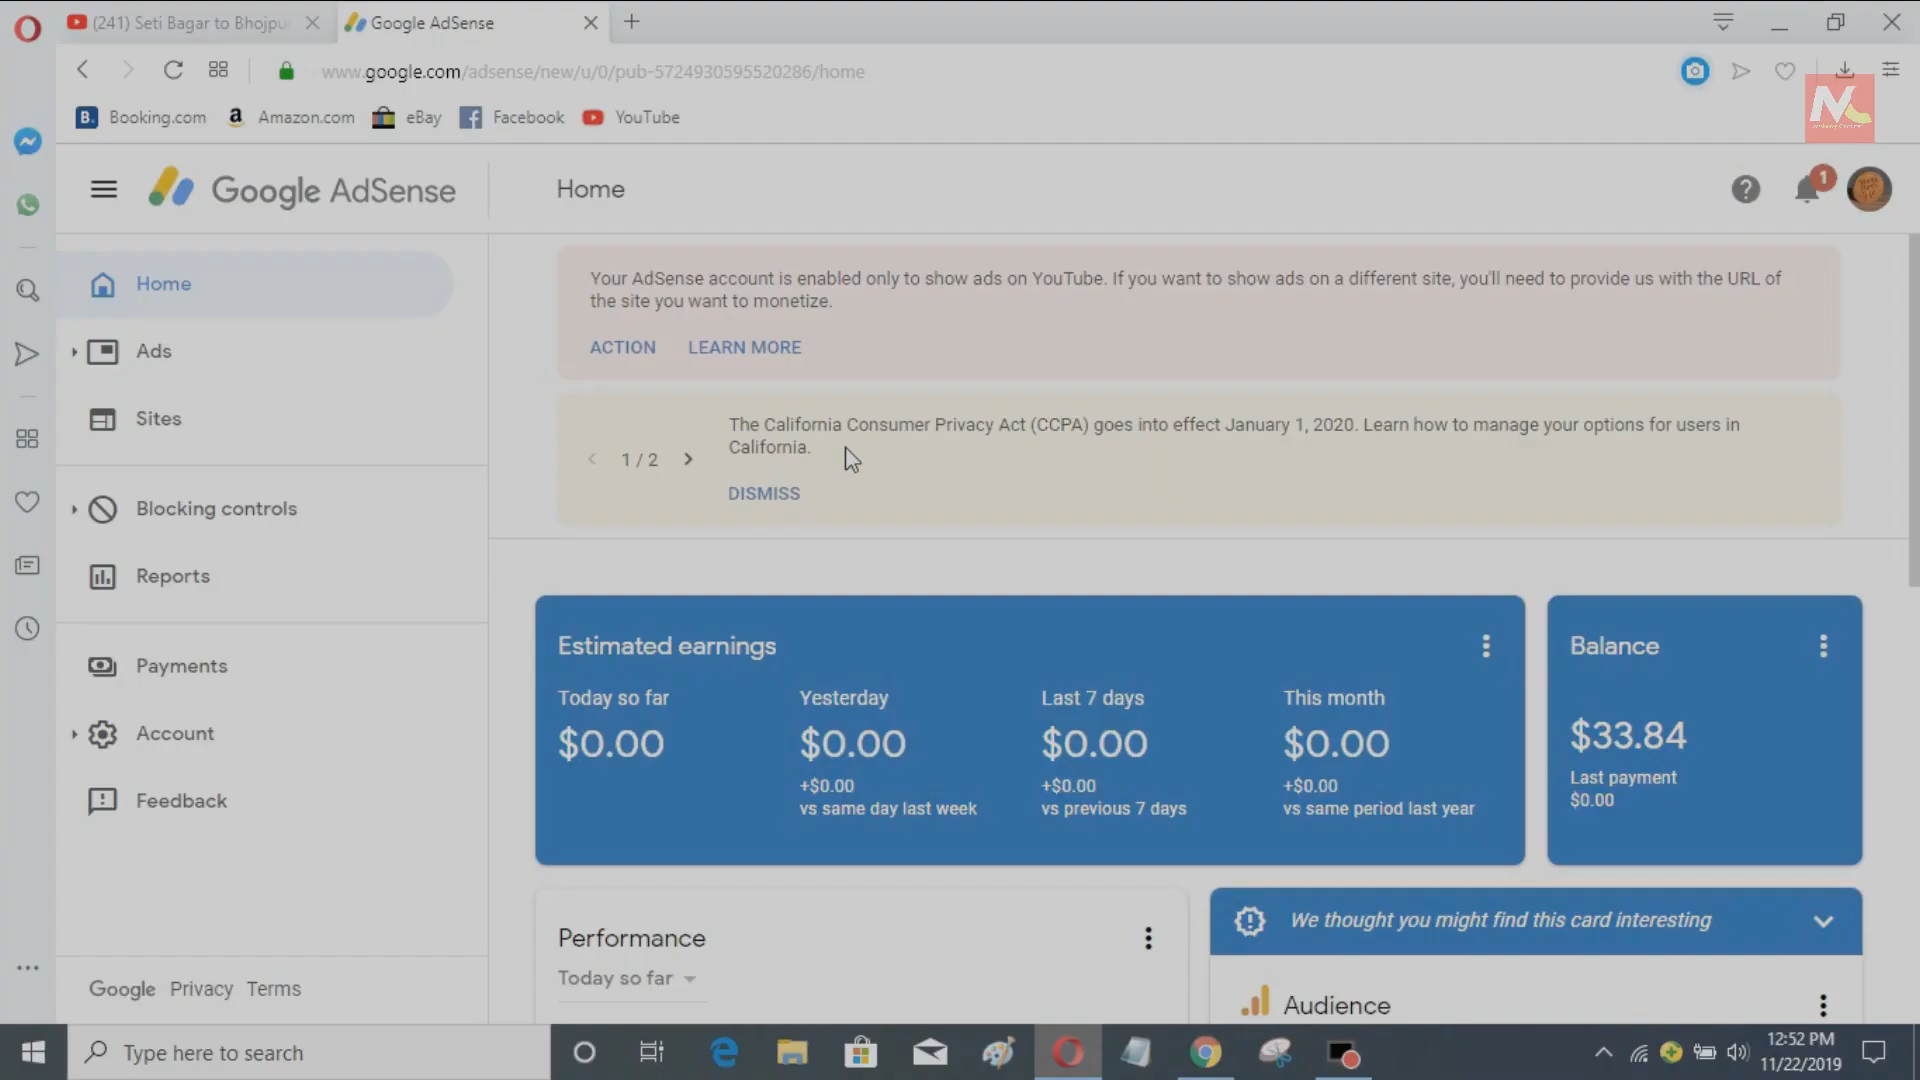 (241) Seti Bagar to Bhojpu
Google AdSense
www.google.com/adsense/new/u/0/pub-5724930595520286/home
B. Booking.com
a Amazon.com
eBay
Facebook
YouTube
Google AdSense
Home
1
Home
Ads
Sites
Blocking controls
Reports
Payments
Account
Feedback
Google Privacy Terms
Your AdSense account is enabled only to show ads on YouTube. If you want to show ads on a different site, you'll need to provide us with the URL of
the site you want to monetize.
ACTION LEARN MORE
1 / 2
The California Consumer Privacy Act (CCPA) goes into effect January 1, 2020. Learn how to manage your options for users in
California.
DISMISS
Estimated earnings
Today so far
$0.00
Yesterday
$0.00
+$0.00
vs same day last week
Last 7 days
$0.00
+$0.00
vs previous 7 days
This month
$0.00
+$0.00
vs same period last year
Balance
$33.84
Last payment
$0.00
Performance
Today so far
We thought you might find this card interesting
Audience
Type here to search
12:52 PM
11/22/2019